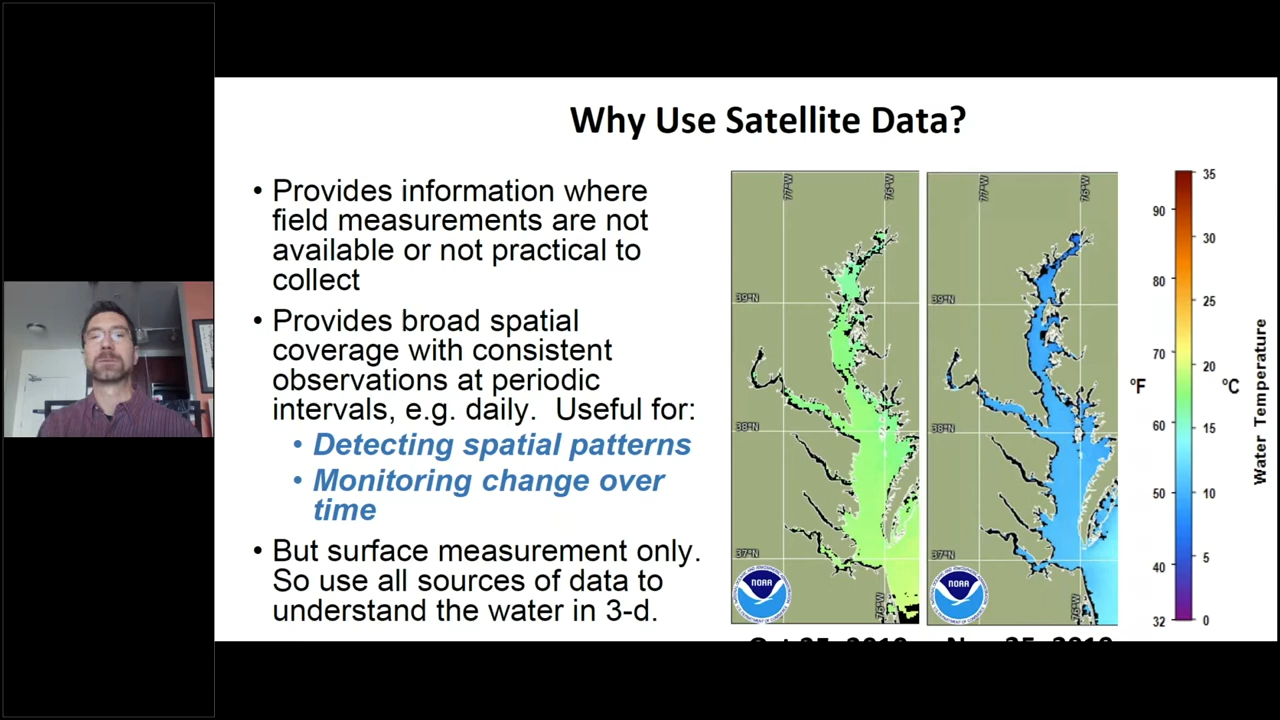 Why Use Satellite Data?
• Provides information where
field measurements are not
available or not practical to
collect
• Provides broad spatial
coverage with consistent
observations at periodic
intervals, e.g. daily.  Useful for:
• Detecting spatial patterns
• Monitoring change over
time
• But surface measurement only.
So use all sources of data to
understand the water in 3-d.
77°W
76°W
39°N
38°N
37°N
76°W
NOAA
77°W
76°W
39°N
38°N
37°N
76°W
NOAA
90
80
70
60
50
40
32
°F
35
30
25
20
15
10
5
0
°C
Water Temperature